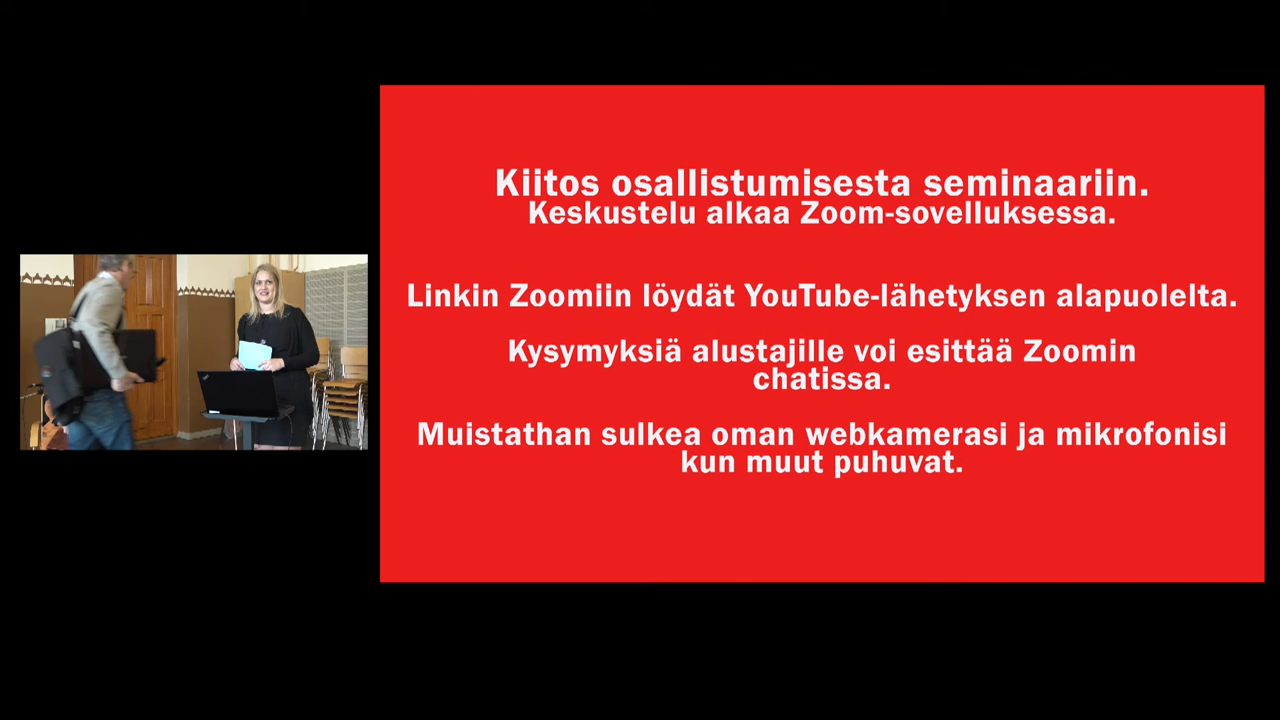 Kiitos osallistumisesta seminaariin.
Keskustelu alkaa Zoom-sovelluksessa.
Linkin Zoomiin löydät YouTube-lähetyksen alapuolelta.
Kysymyksiä alustajille voi esittää Zoomin
chatissa.
Muistathan sulkea oman webkamerasi ja mikrofonisi
kun muut puhuvat.